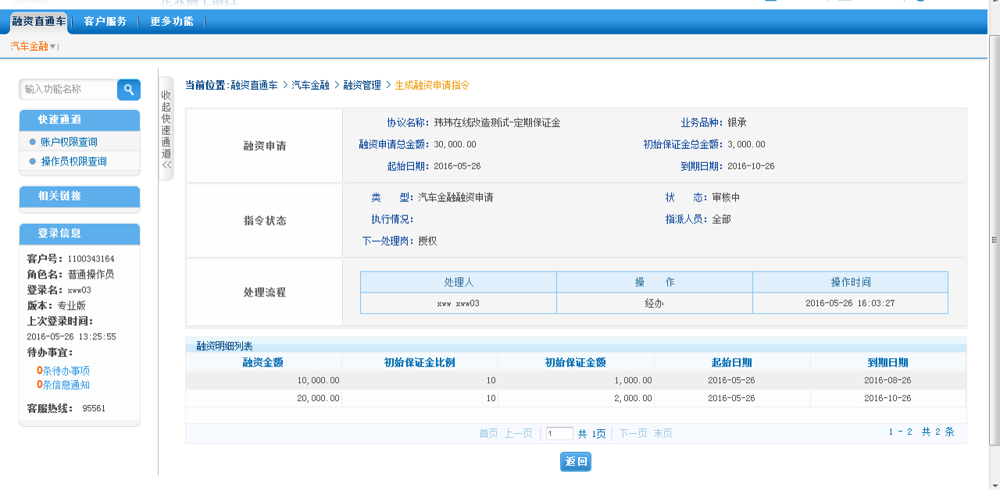 融资直通车 客户服务 更多功能
汽车金融
输入功能名称
快速通道
账户权限查询
操作员权限查询
相关链接
登录信息
客户号：1100343164
角色名：普通操作员
登录名：xww03
版本：专业版
上次登录时间：
2016-05-26 13:25:55
待办事宜：
0条待办事项
0条信息通知
客服热线： 95561
收起快速通道
当前位置:融资直通车 > 汽车金融 > 融资管理 > 生成融资申请指令
融资申请
协议名称：玮玮在线改造测试-定期保证金 业务品种：银承
融资申请总金额：30,000.00 初始保证金总金额：3,000.00
起始日期：2016-05-26 到期日期：2016-10-26
指令状态
类 型：汽车金融融资申请 状 态：审核中
执行情况： 指派人员：全部
下一处理岗：授权
处理流程
处理人 操 作 操作时间
xww xww03 经办 2016-05-26 16:03:27
融资明细列表
融资金额 初始保证金比例 初始保证金额 起始日期 到期日期
10,000.00 10 1,000.00 2016-05-26 2016-08-26
20,000.00 10 2,000.00 2016-05-26 2016-10-26
首页 上一页 1 共 1页 下一页 末页 1 - 2 共 2 条
返回